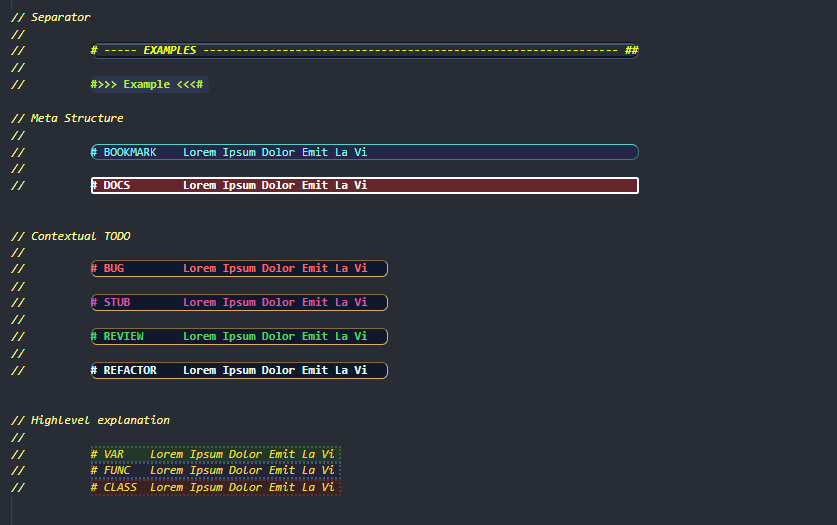 // Separator
//
// # ----- EXAMPLES --------------------------------------------------------------- ##
//
// #>>> Example <<<#
// Meta Structure
//
// # BOOKMARK Lorem Ipsum Dolor Emit La Vi
//
// # DOCS Lorem Ipsum Dolor Emit La Vi
// Contextual TODO
//
// # BUG Lorem Ipsum Dolor Emit La Vi
//
// # STUB Lorem Ipsum Dolor Emit La Vi
//
// # REVIEW Lorem Ipsum Dolor Emit La Vi
//
// # REFACTOR Lorem Ipsum Dolor Emit La Vi
// Highlevel explanation
//
// # VAR Lorem Ipsum Dolor Emit La Vi
// # FUNC Lorem Ipsum Dolor Emit La Vi
// # CLASS Lorem Ipsum Dolor Emit La Vi